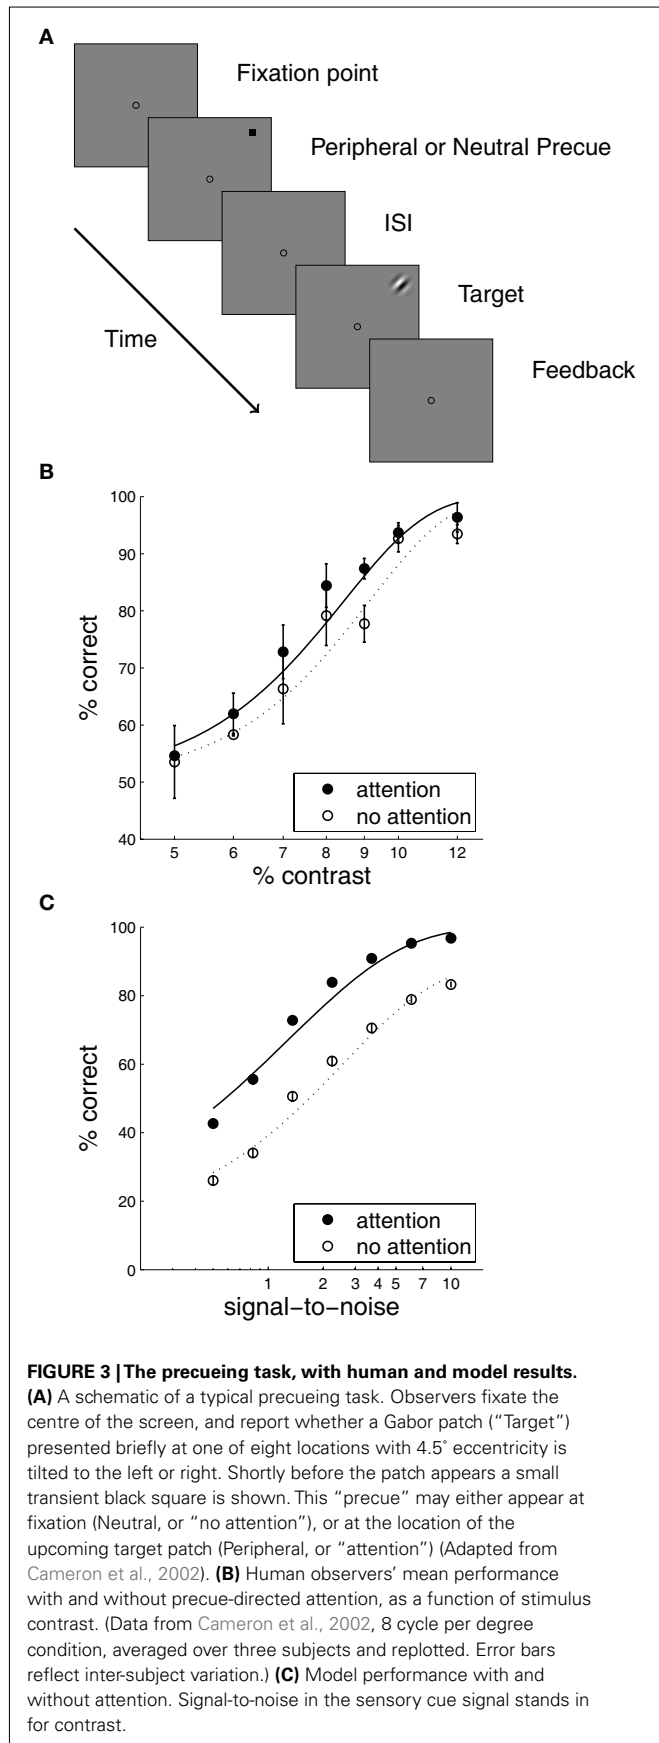 A
Fixation point
Peripheral or Neutral Precue
ISI
Target
Feedback
Time
B
100
90
80
70
60
50
40
% correct
5 6 7 8 9 10 12
% contrast
attention
no attention
C
100
80
60
40
20
0
% correct
1 2 3 4 5 7 10
signal−to−noise
attention
no attention
FIGURE 3 | The precueing task, with human and model results.
(A) A schematic of a typical precueing task. Observers fixate the
centre of the screen, and report whether a Gabor patch (“Target”)
presented briefly at one of eight locations with 4.5° eccentricity is
tilted to the left or right. Shortly before the patch appears a small
transient black square is shown. This “precue” may either appear at
fixation (Neutral, or “no attention”), or at the location of the
upcoming target patch (Peripheral, or “attention”) (Adapted from
Cameron et al., 2002). (B) Human observers’ mean performance
with and without precue-directed attention, as a function of stimulus
contrast. (Data from Cameron et al., 2002, 8 cycle per degree
condition, averaged over three subjects and replotted. Error bars
reflect inter-subject variation.) (C) Model performance with and
without attention. Signal-to-noise in the sensory cue signal stands in
for contrast.